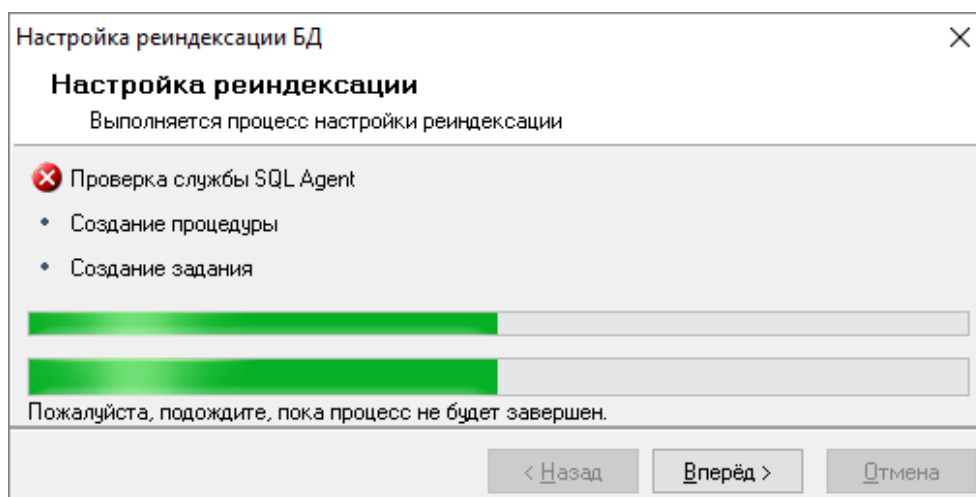 Настройка реиндексации БД
Настройка реиндексации
Выполняется процесс настройки реиндексации
Проверка службы SQL Agent
Создание процедуры
Создание задания
Пожалуйста, подождите, пока процесс не будет завершен.
< Назад
Вперёд >
Отмена